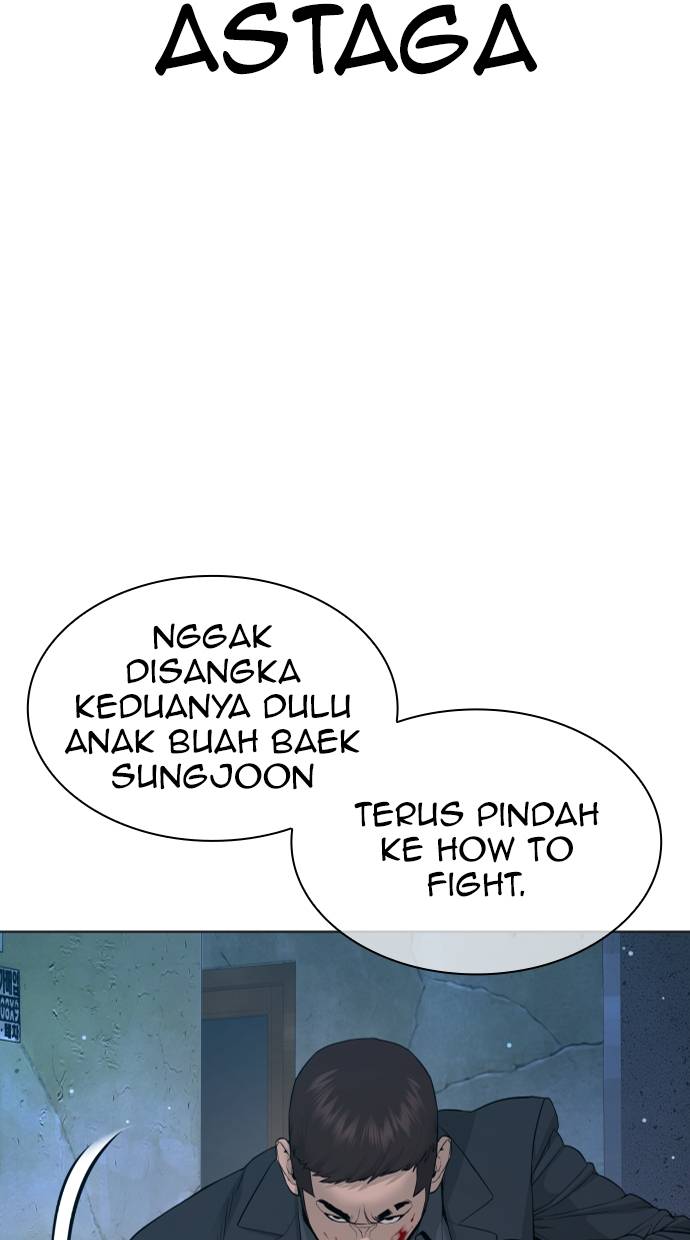 ASTAGA
NGGAK
DISANGKA
KEDUANYA DULU
ANAK BUAH BAEK
SUNGJOON
TERUS PINDAH
KE HOW TO
FIGHT.